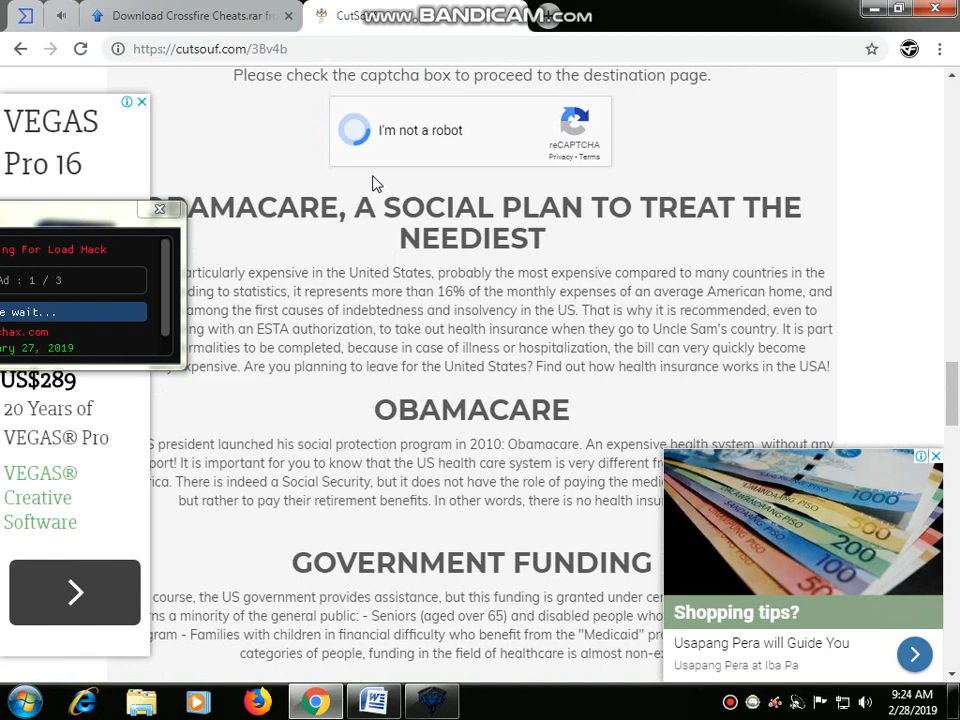 Download Crossfire Cheats.rar fr
CutS
WWW.BANDICAM.COM
https://cutsouf.com/3Bv4b
Please check the captcha box to proceed to the destination page.
I'm not a robot
reCAPTCHA
Privacy - Terms
VEGAS
Pro 16
AMACARE, A SOCIAL PLAN TO TREAT THE
NEEDIEST
ng For Load Hack
Ad : 1 / 3
e wait...
hax.com
ry 27, 2019
articularly expensive in the United States, probably the most expensive compared to many countries in the
ding to statistics, it represents more than 16% of the monthly expenses of an average American home, and
among the first causes of indebtedness and insolvency in the US. That is why it is recommended, even to
ng with an ESTA authorization, to take out health insurance when they go to Uncle Sam's country. It is part
rmalities to be completed, because in case of illness or hospitalization, the bill can very quickly become
expensive. Are you planning to leave for the United States? Find out how health insurance works in the USA!
US$289
20 Years of
VEGAS® Pro
VEGAS®
Creative
Software
OBAMACARE
S president launched his social protection program in 2010: Obamacare. An expensive health system, without any
port! It is important for you to know that the US health care system is very different fr
rica. There is indeed a Social Security, but it does not have the role of paying the medi
but rather to pay their retirement benefits. In other words, there is no health insu
GOVERNMENT FUNDING
course, the US government provides assistance, but this funding is granted under cer
rns a minority of the general public: - Seniors (aged over 65) and disabled people who
gram - Families with children in financial difficulty who benefit from the "Medicaid" pro
categories of people, funding in the field of healthcare is almost non-e
1000
500
200
100
Shopping tips?
Usapang Pera will Guide You
Usapang Pera at Iba Pa
9:24 AM
2/28/2019